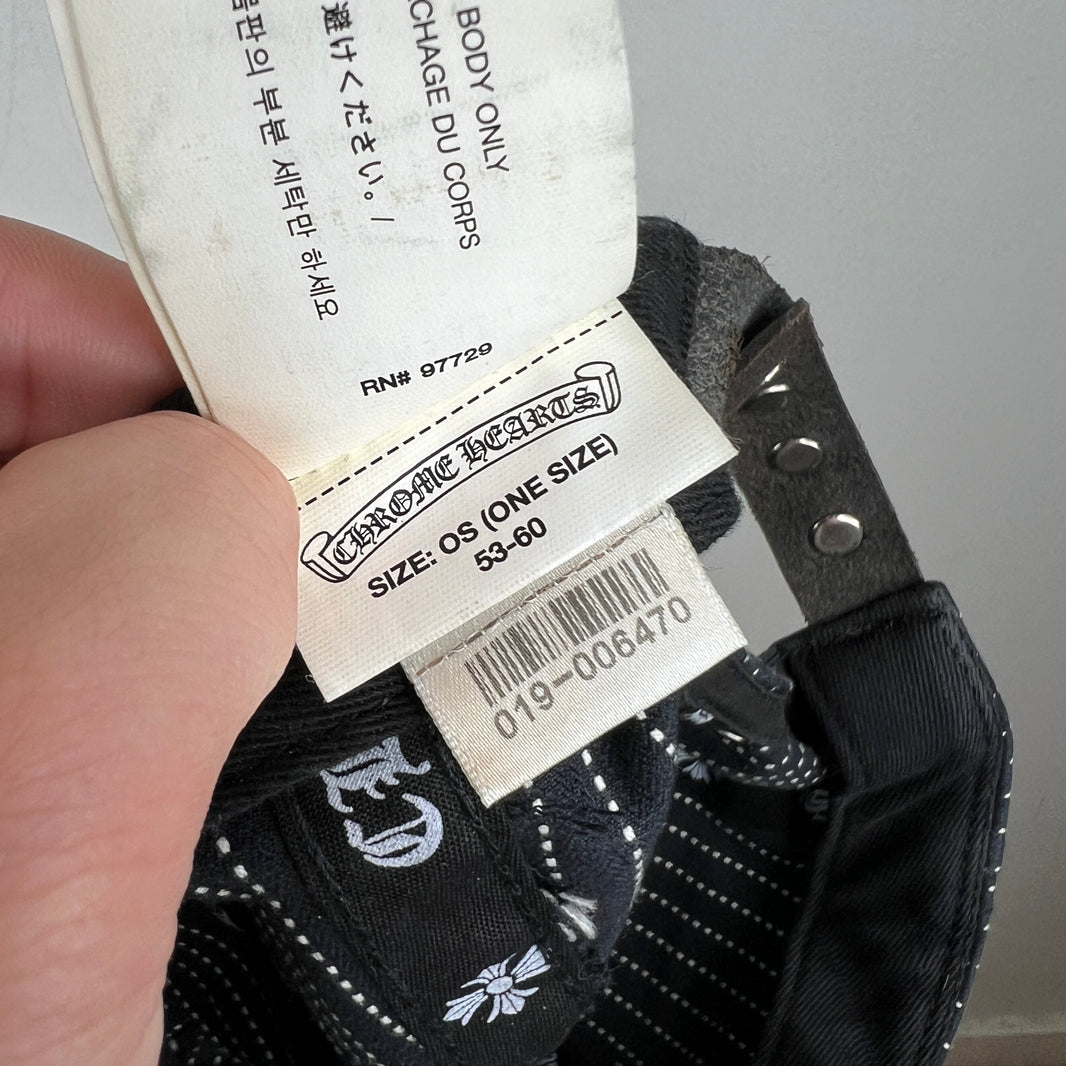 BODY ONLY
CHAGE DU CORPS
避けください。/
판의 부분 세탁만 하세요
RN# 97729
CHROME HEARTS
SIZE: OS (ONE SIZE)
53-60
019-006470